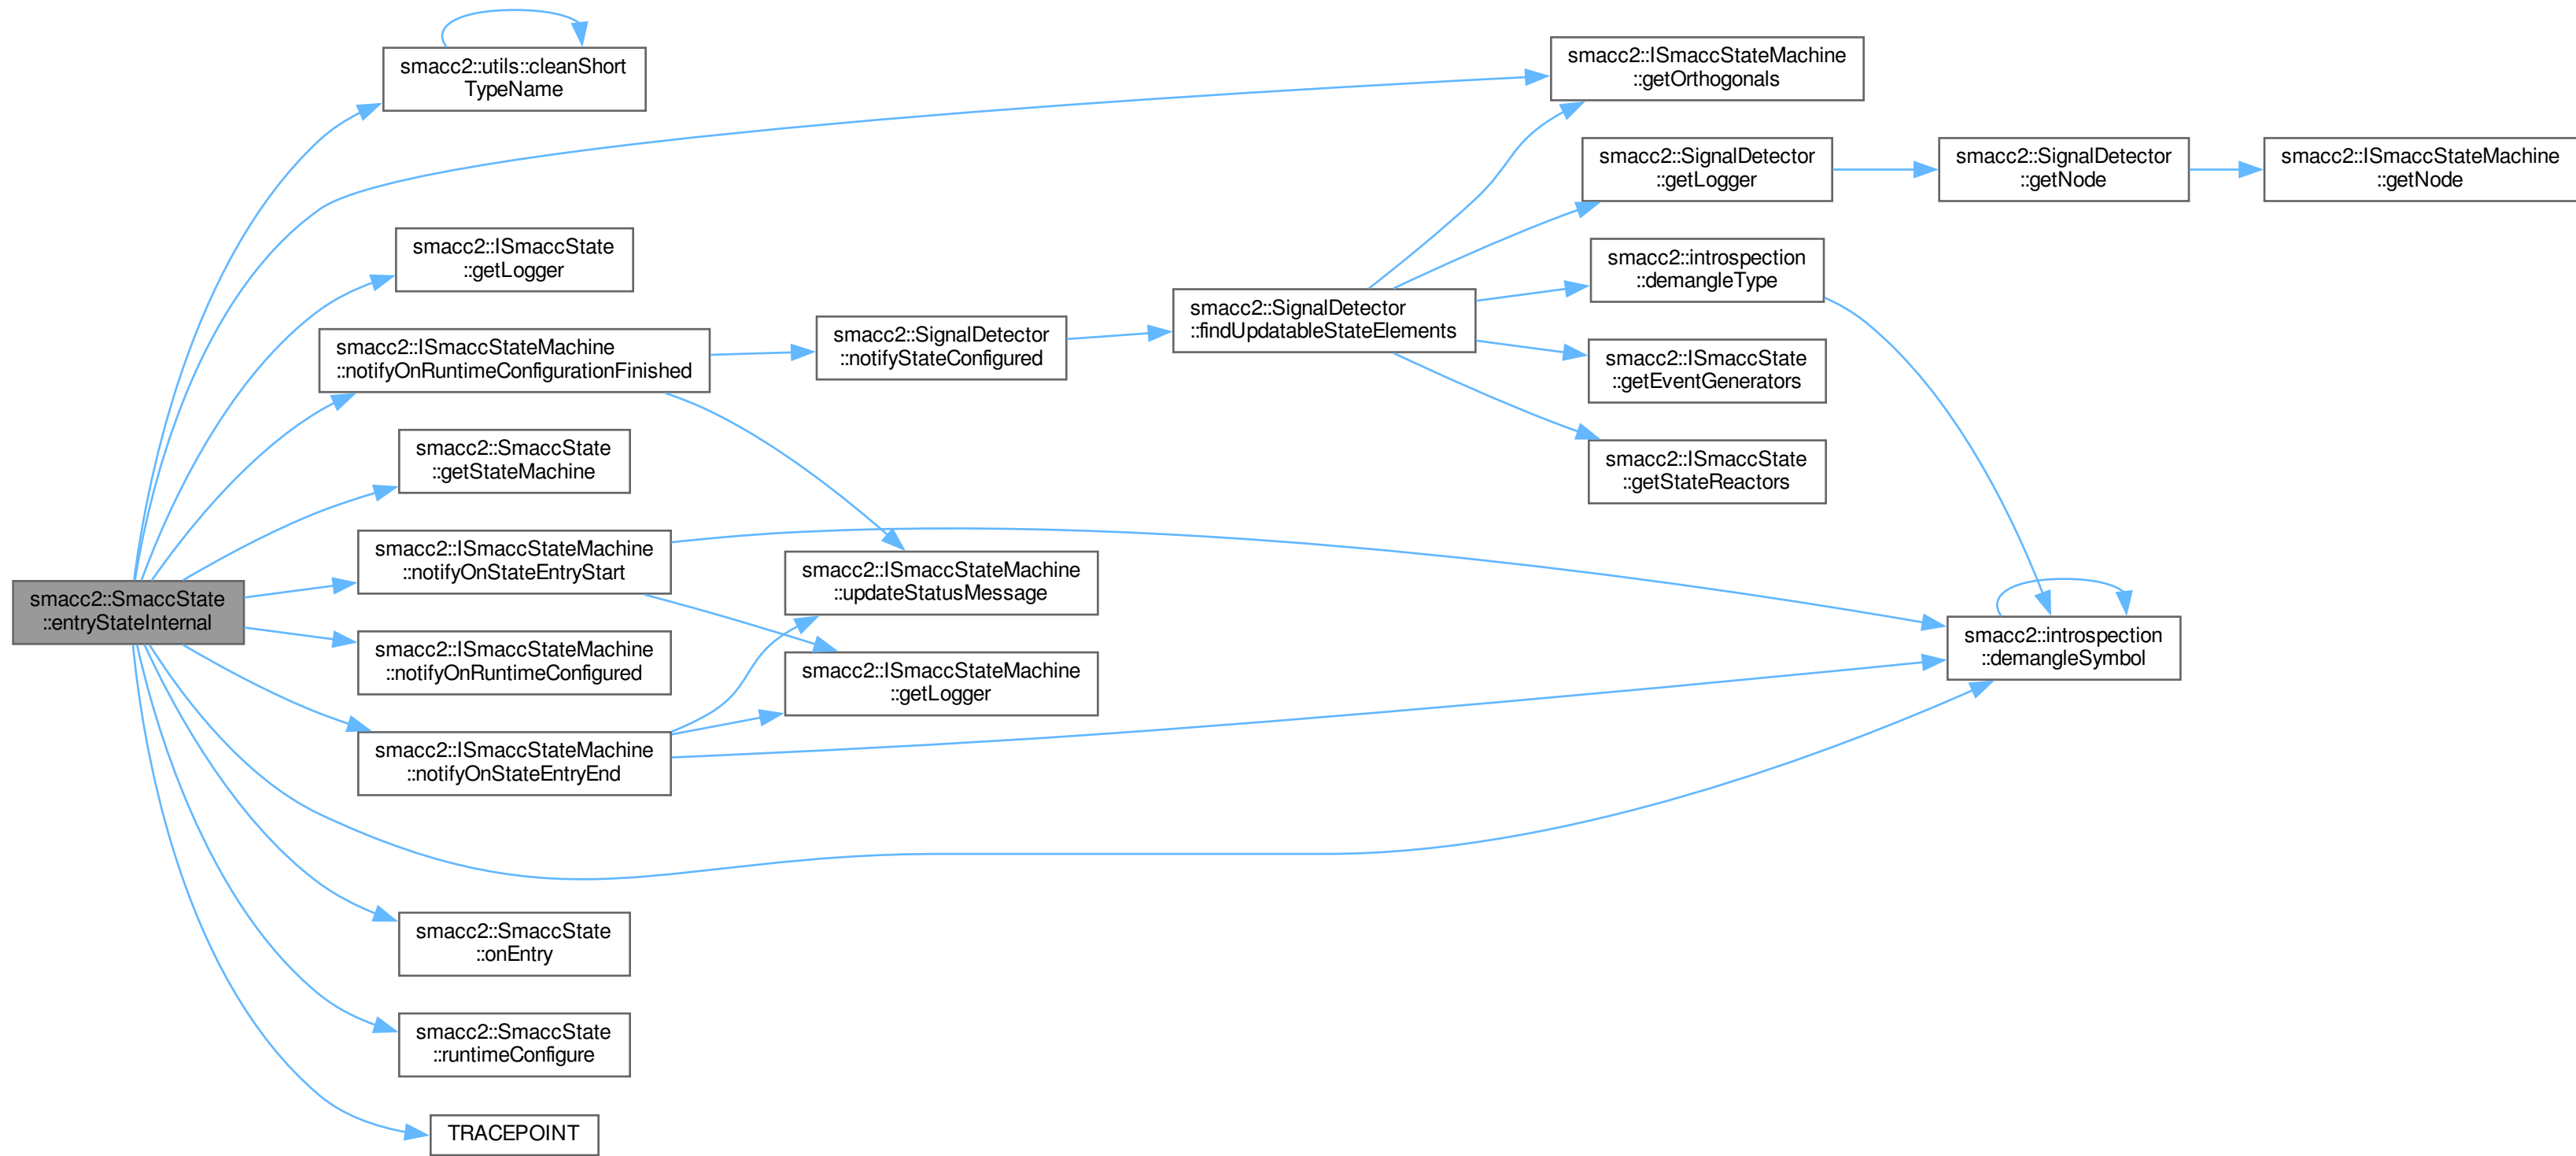 smacc2::SmaccState
::entryStateInternal
smacc2::utils::cleanShort
TypeName
smacc2::ISmaccState
::getLogger
smacc2::ISmaccStateMachine
::notifyOnRuntimeConfigurationFinished
smacc2::SmaccState
::getStateMachine
smacc2::ISmaccStateMachine
::notifyOnStateEntryStart
smacc2::ISmaccStateMachine
::notifyOnRuntimeConfigured
smacc2::ISmaccStateMachine
::notifyOnStateEntryEnd
smacc2::SmaccState
::onEntry
smacc2::SmaccState
::runtimeConfigure
TRACEPOINT
smacc2::SignalDetector
::notifyStateConfigured
smacc2::ISmaccStateMachine
::updateStatusMessage
smacc2::ISmaccStateMachine
::getLogger
smacc2::SignalDetector
::findUpdatableStateElements
smacc2::ISmaccStateMachine
::getOrthogonals
smacc2::SignalDetector
::getLogger
smacc2::introspection
::demangleType
smacc2::ISmaccState
::getEventGenerators
smacc2::ISmaccState
::getStateReactors
smacc2::SignalDetector
::getNode
smacc2::introspection
::demangleSymbol
smacc2::ISmaccStateMachine
::getNode